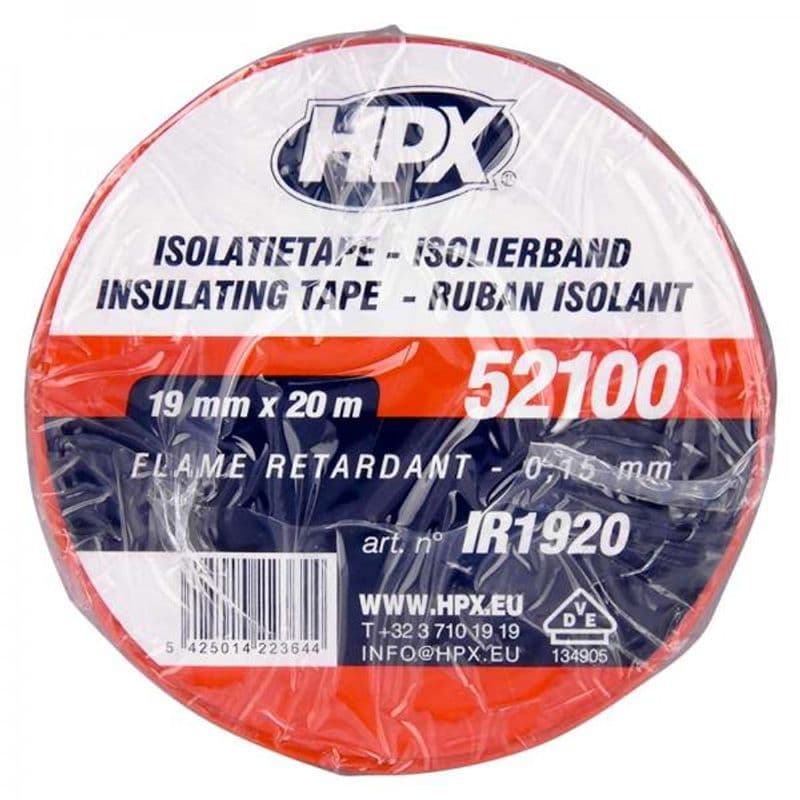 HPX®
ISOLATIETAPE - ISOLIERBAND
INSULATING TAPE - RUBAN ISOLANT
52100
19 mm x 20 m
FLAME RETARDANT - 0,15 mm
art. n° IR1920
WWW.HPX.EU
T +32 3 710 19 19
INFO@HPX.EU
VDE
134905
5 425014 223644